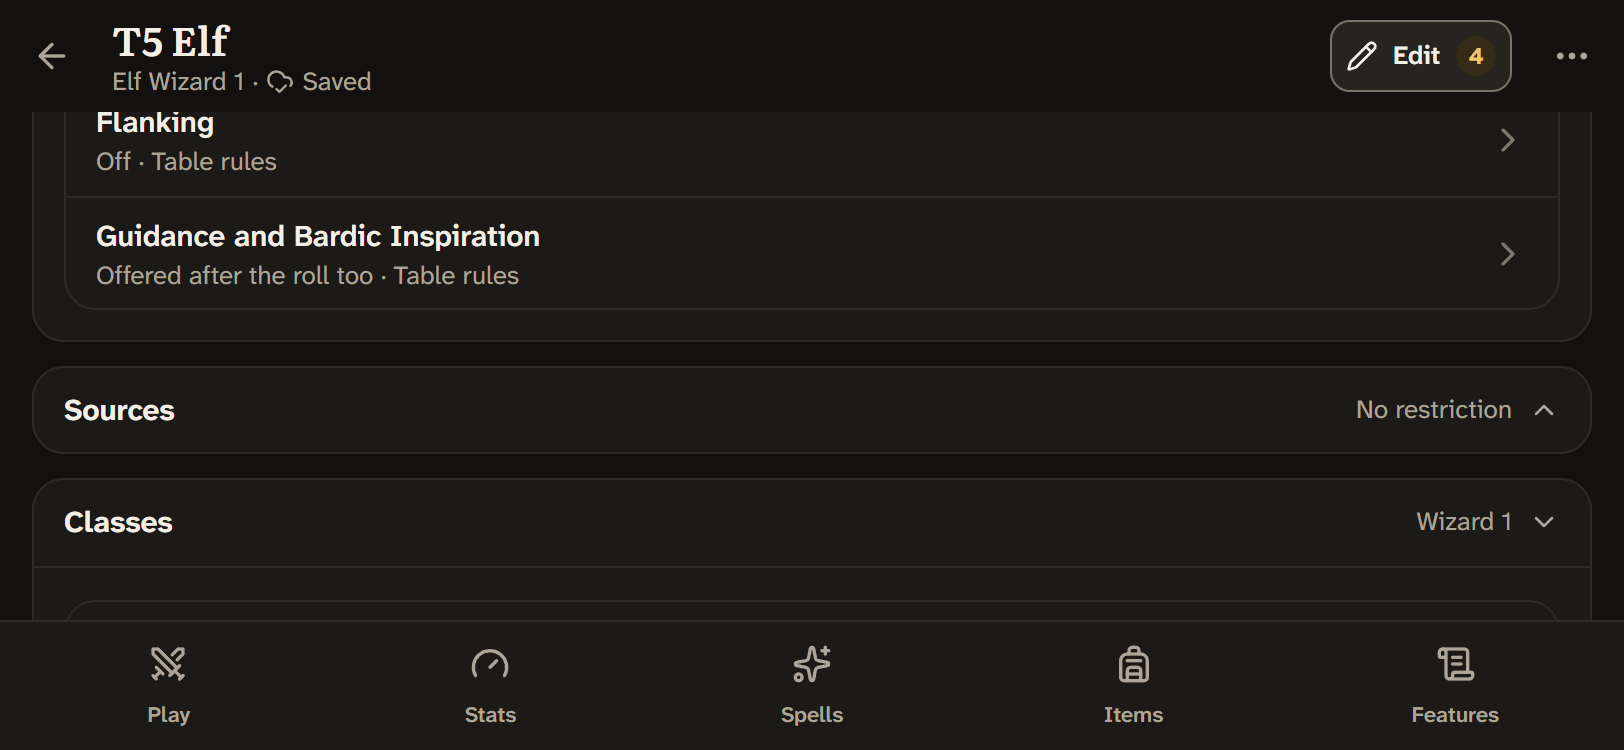 T5 Elf
Elf Wizard 1 · Saved
Edit 4
Flanking
Off · Table rules
Guidance and Bardic Inspiration
Offered after the roll too · Table rules
Sources
No restriction
Classes
Wizard 1
Play
Stats
Spells
Items
Features